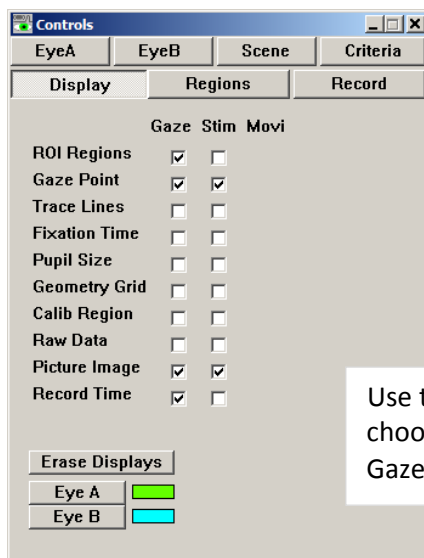 Controls
EyeA EyeB Scene Criteria
Display Regions Record
Gaze Stim Movi
ROI Regions
Gaze Point
Trace Lines
Fixation Time
Pupil Size
Geometry Grid
Calib Region
Raw Data
Picture Image
Record Time
Use
Gaze
Erase Displays
Eye A
Eye B